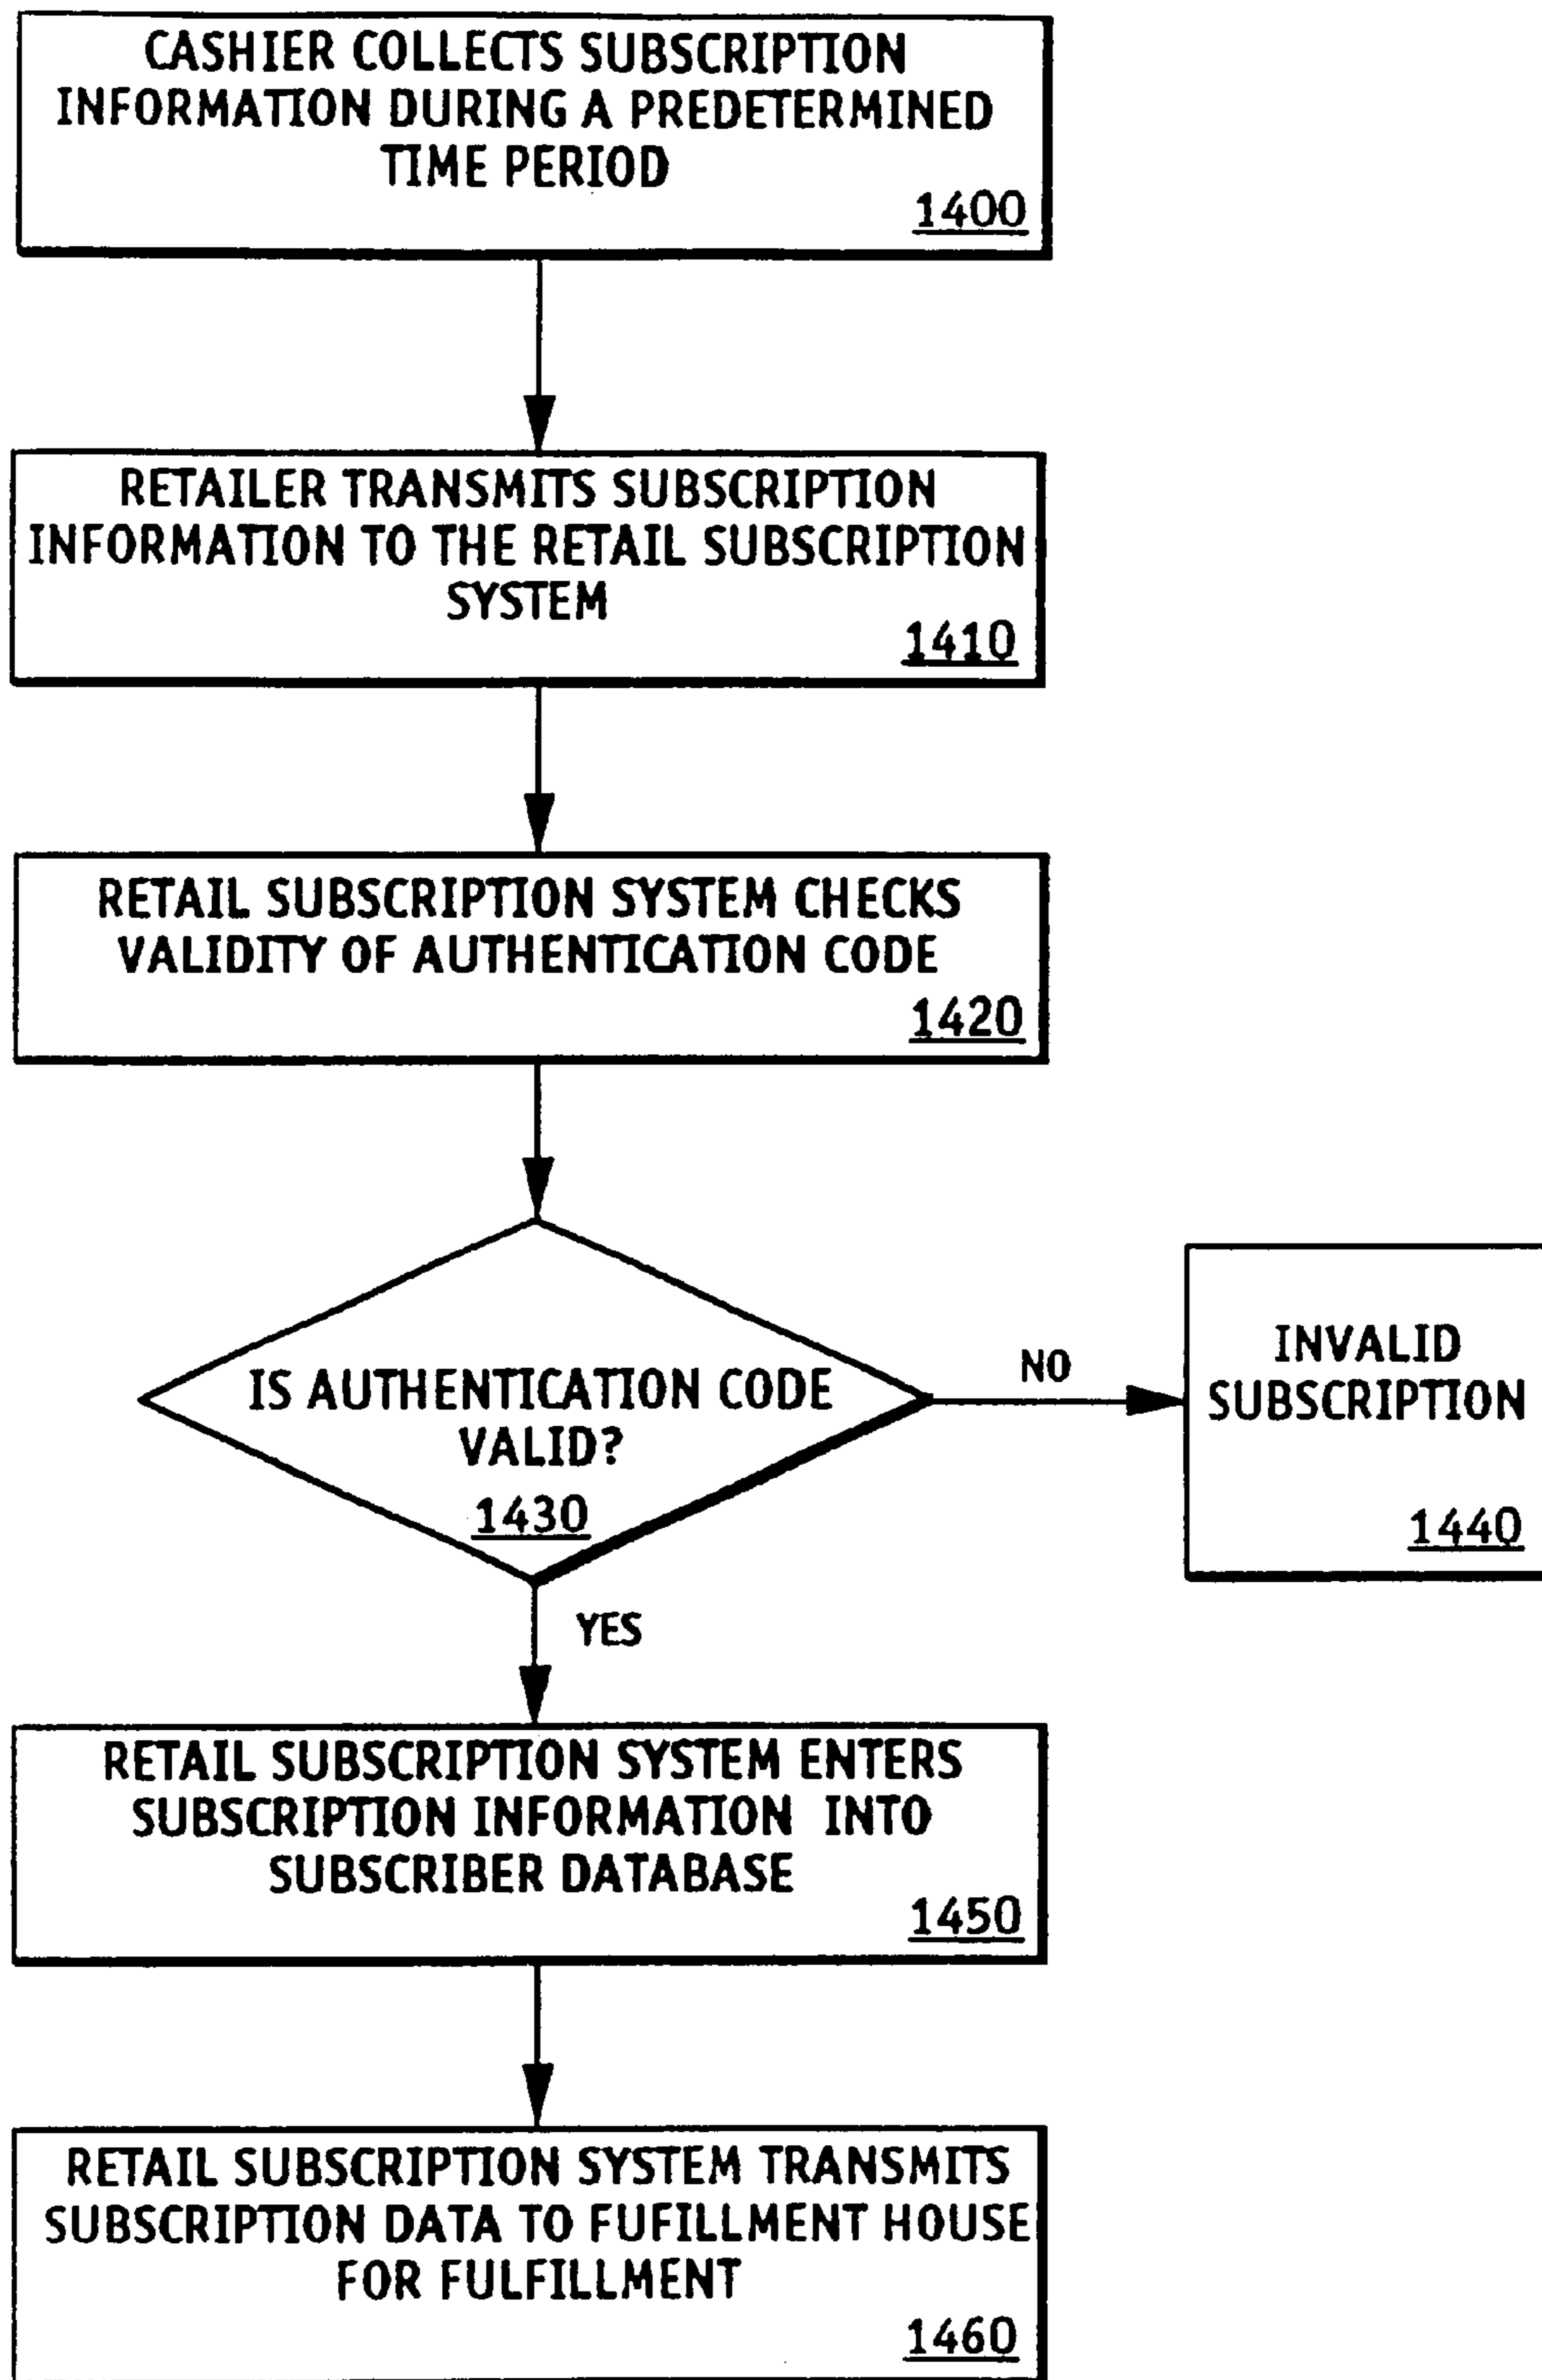 CASHIER COLLECTS SUBSCRIPTION
INFORMATION DURING A PREDETERMINED
TIME PERIOD
1400
RETAILER TRANSMITS SUBSCRIPTION
INFORMATION TO THE RETAIL SUBSCRIPTION
SYSTEM
1410
RETAIL SUBSCRIPTION SYSTEM CHECKS
VALIDITY OF AUTHENTICATION CODE
1420
IS AUTHENTICATION CODE
VALID?
1430
NO
INVALID
SUBSCRIPTION
1440
YES
RETAIL SUBSCRIPTION SYSTEM ENTERS
SUBSCRIPTION INFORMATION INTO
SUBSCRIBER DATABASE
1450
RETAIL SUBSCRIPTION SYSTEM TRANSMITS
SUBSCRIPTION DATA TO FUFILLMENT HOUSE
FOR FULFILLMENT
1460